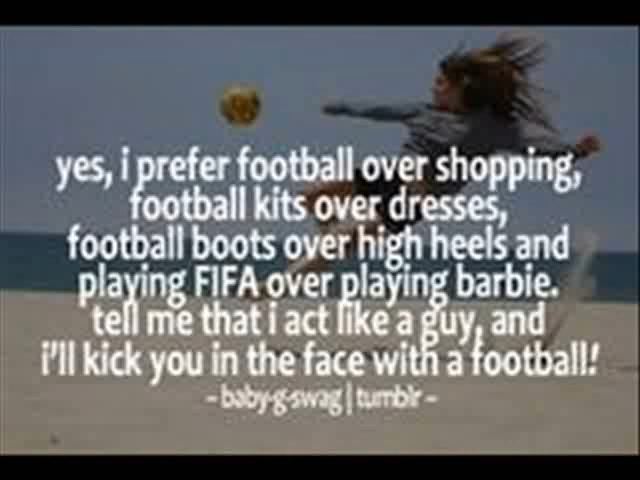 yes, i prefer football over shopping,
football kits over dresses,
football boots over high heels and
playing FIFA over playing barbie.
tell me that i act like a guy, and
i'll kick you in the face with a football!
~ baby-g-swag | tumblr ~